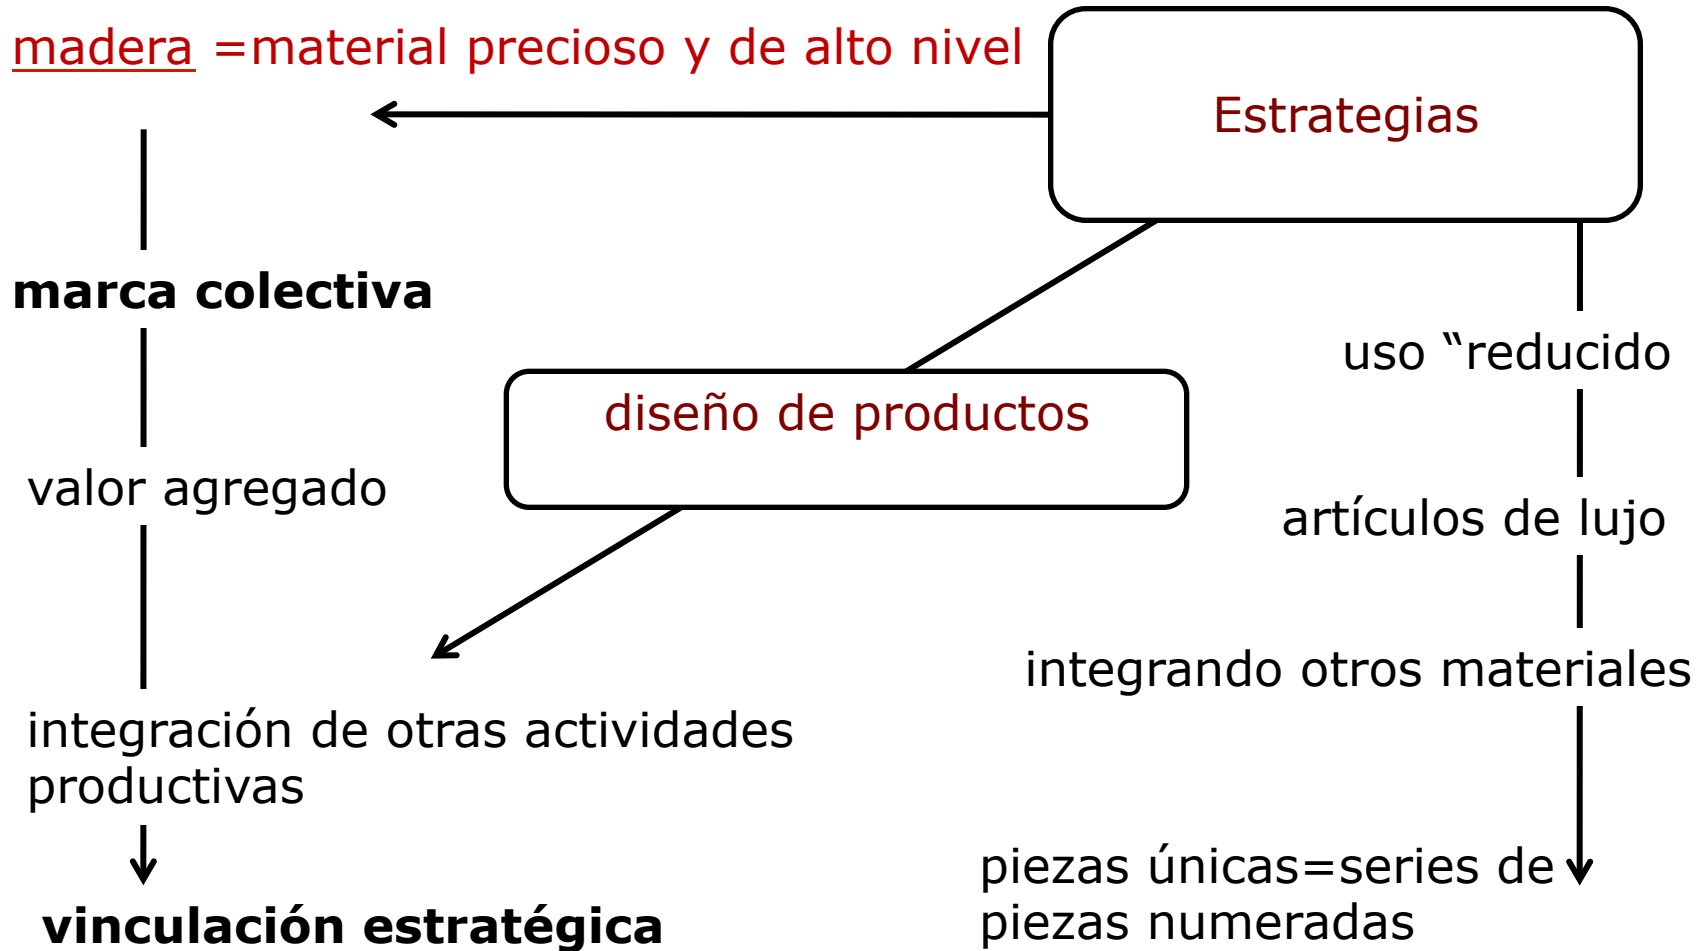 madera =material precioso y de alto nivel
Estrategias
marca colectiva
uso “reducido
diseño de productos
valor agregado
artículos de lujo
integrando otros materiales
integración de otras actividades
productivas
piezas únicas=series de
piezas numeradas
vinculación estratégica